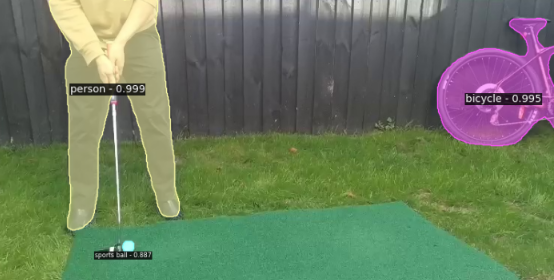 person - 0.999
bicycle - 0.995
sports ball - 0.887